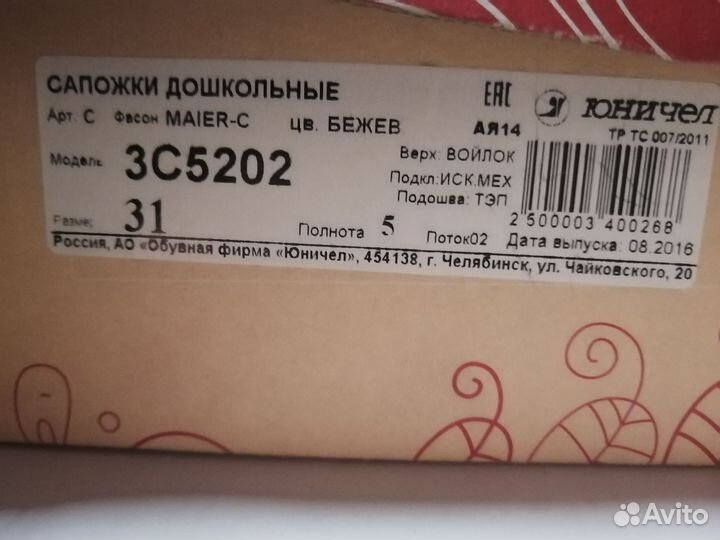 САПОЖКИ ДОШКОЛЬНЫЕ
EAC ЮНИЧЕЛ
Арт. С Фасон MAIER-C цв. БЕЖЕВ АЯ14 ТР ТС 007/2011
Модель 3С5202 Верх: ВОЙЛОК
Подкл:ИСК.МЕХ
Подошва: ТЭП
2 500003 400268
Размер: 31 Полнота 5 Поток02 Дата выпуска: 08.2016
Россия, АО «Обувная фирма «Юничел», 454138, г. Челябинск, ул. Чайковского, 20
Avito